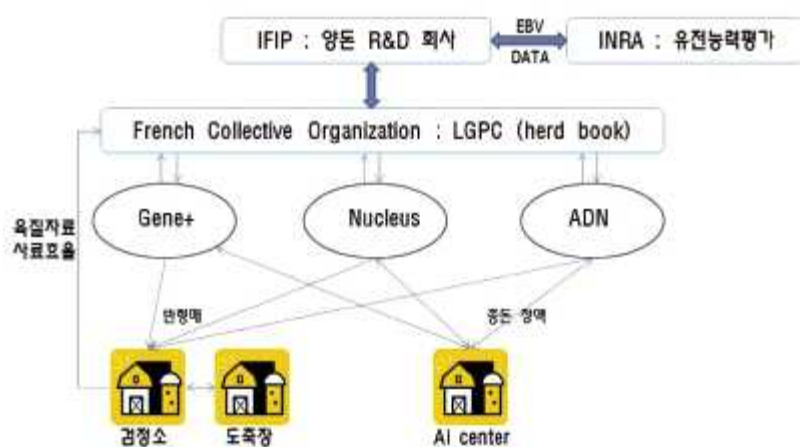 IFIP : 양돈 R&D 회사
EBV
DATA
INRA : 유전능력평가
French Collective Organization : LGPC (herd book)
Gene+
Nucleus
ADN
육질자료
사료효율
반형매
종돈 정액
검정소
도축장
AI center